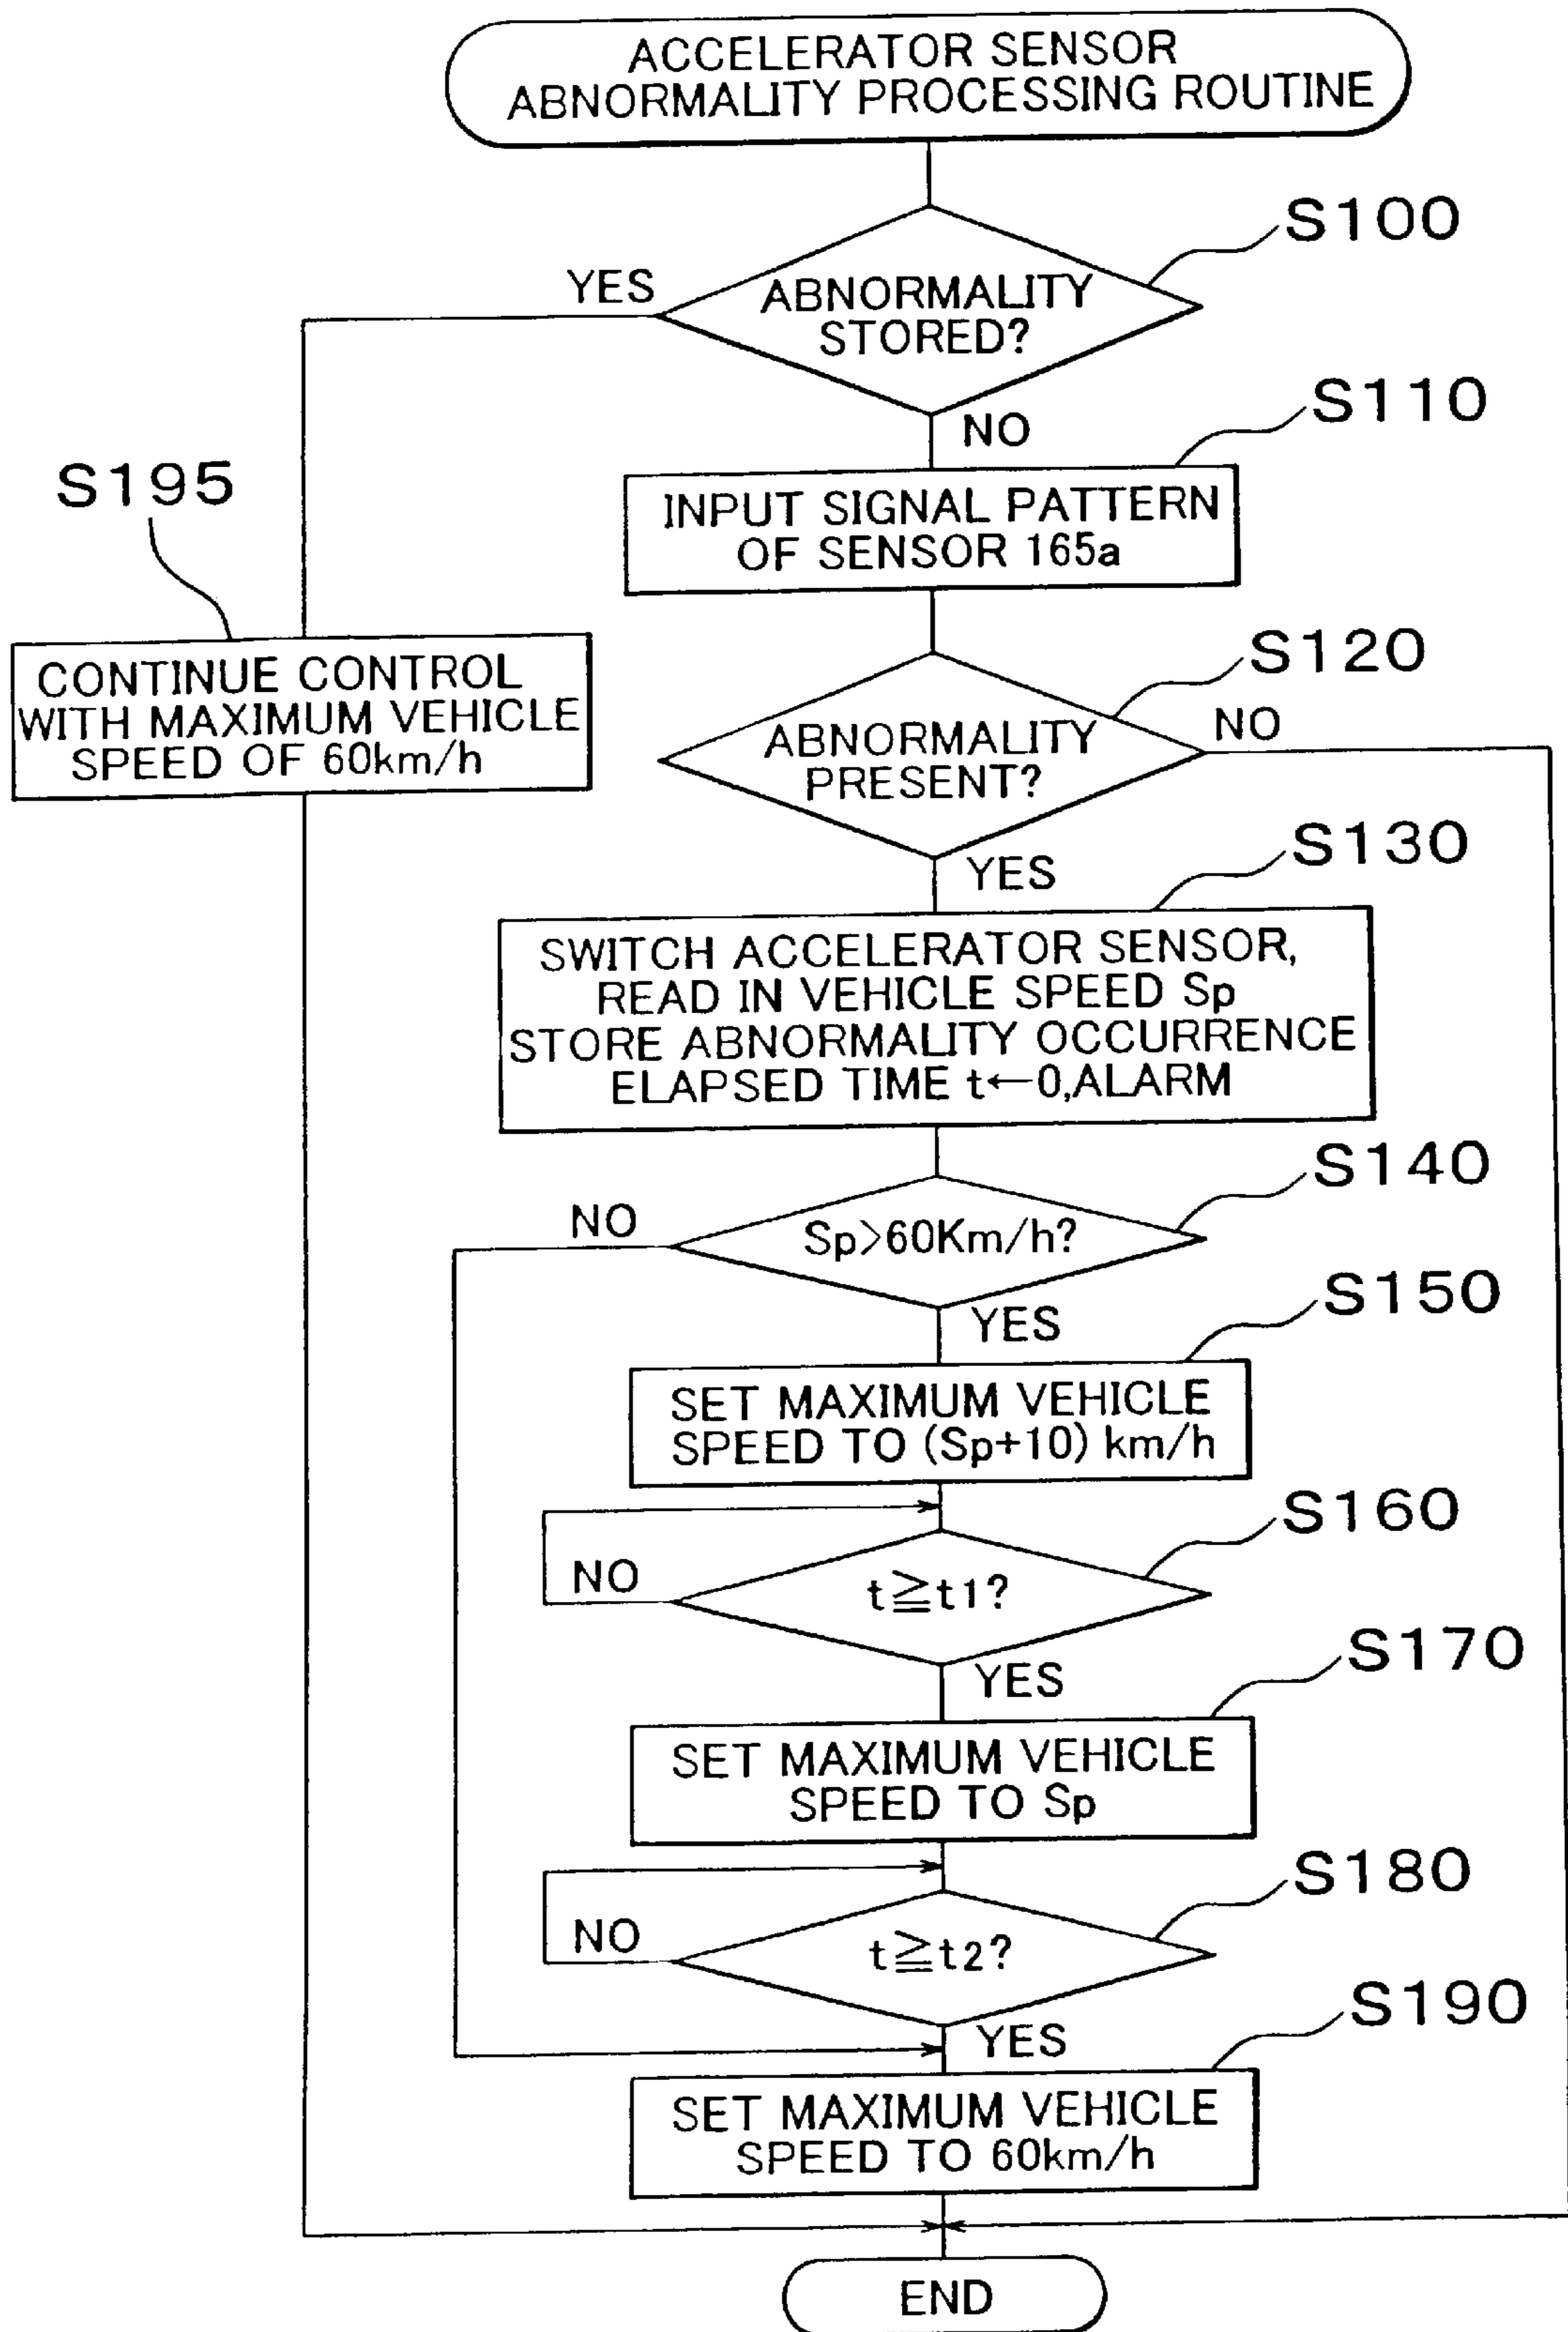 ACCELERATOR SENSOR
ABNORMALITY PROCESSING ROUTINE
S100
YES
ABNORMALITY
STORED?
NO
S110
INPUT SIGNAL PATTERN
OF SENSOR 165a
S195
CONTINUE CONTROL
WITH MAXIMUM VEHICLE
SPEED OF 60km/h
S120
ABNORMALITY
PRESENT?
NO
YES
S130
SWITCH ACCELERATOR SENSOR,
READ IN VEHICLE SPEED Sp
STORE ABNORMALITY OCCURRENCE
ELAPSED TIME t←0,ALARM
S140
NO
Sp>60Km/h?
YES
S150
SET MAXIMUM VEHICLE
SPEED TO (Sp+10) km/h
S160
NO
t≧t1?
YES
S170
SET MAXIMUM VEHICLE
SPEED TO Sp
S180
NO
t≧t2?
YES
S190
SET MAXIMUM VEHICLE
SPEED TO 60km/h
END